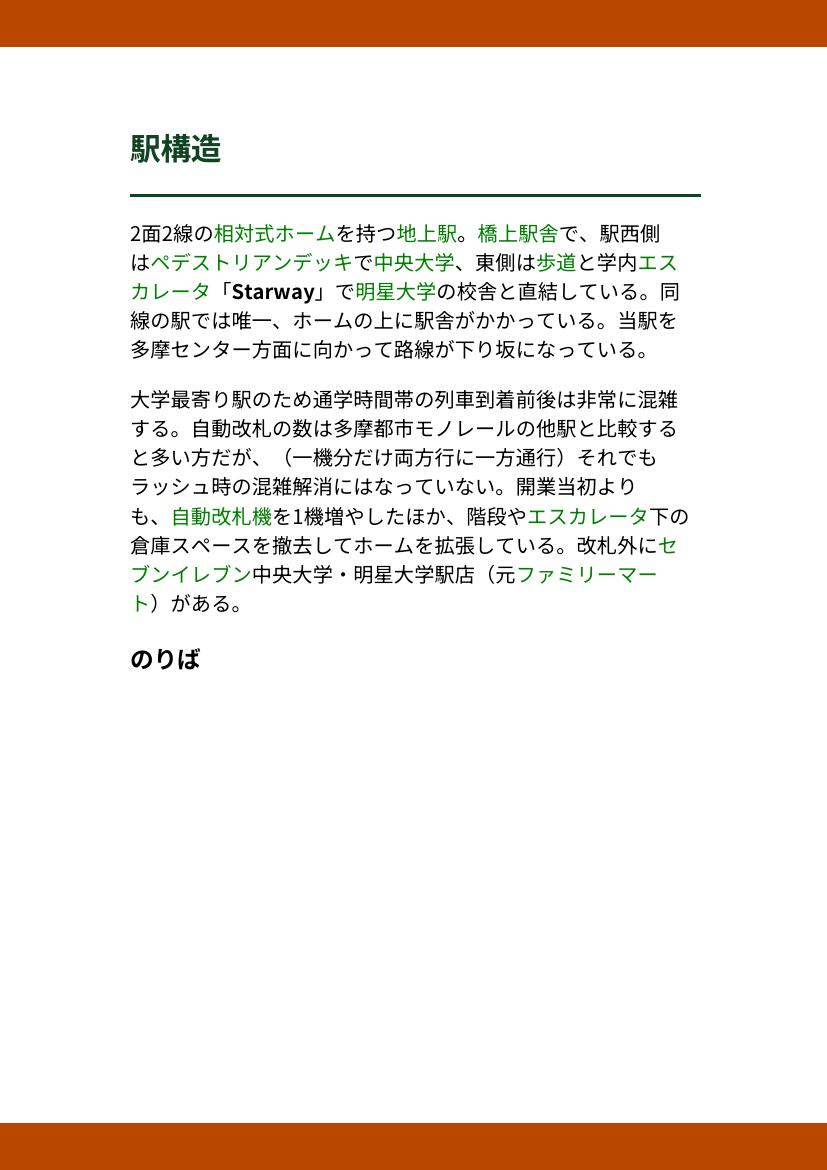 駅構造
2面2線の相対式ホームを持つ地上駅。橋上駅舎で、駅西側
はペデストリアンデッキで中央大学、東側は歩道と学内エス
カレータ「Starway」で明星大学の校舎と直結している。同
線の駅では唯一、ホームの上に駅舎がかかっている。当駅を
多摩センター方面に向かって路線が下り坂になっている。
大学最寄り駅のため通学時間帯の列車到着前後は非常に混雑
する。自動改札の数は多摩都市モノレールの他駅と比較する
と多い方だが、（一機分だけ両方行に一方通行）それでも
ラッシュ時の混雑解消にはなっていない。開業当初より
も、自動改札機を1機増やしたほか、階段やエスカレータ下の
倉庫スペースを撤去してホームを拡張している。改札外にセ
ブンイレブン中央大学・明星大学駅店（元ファミリーマー
ト）がある。
のりば